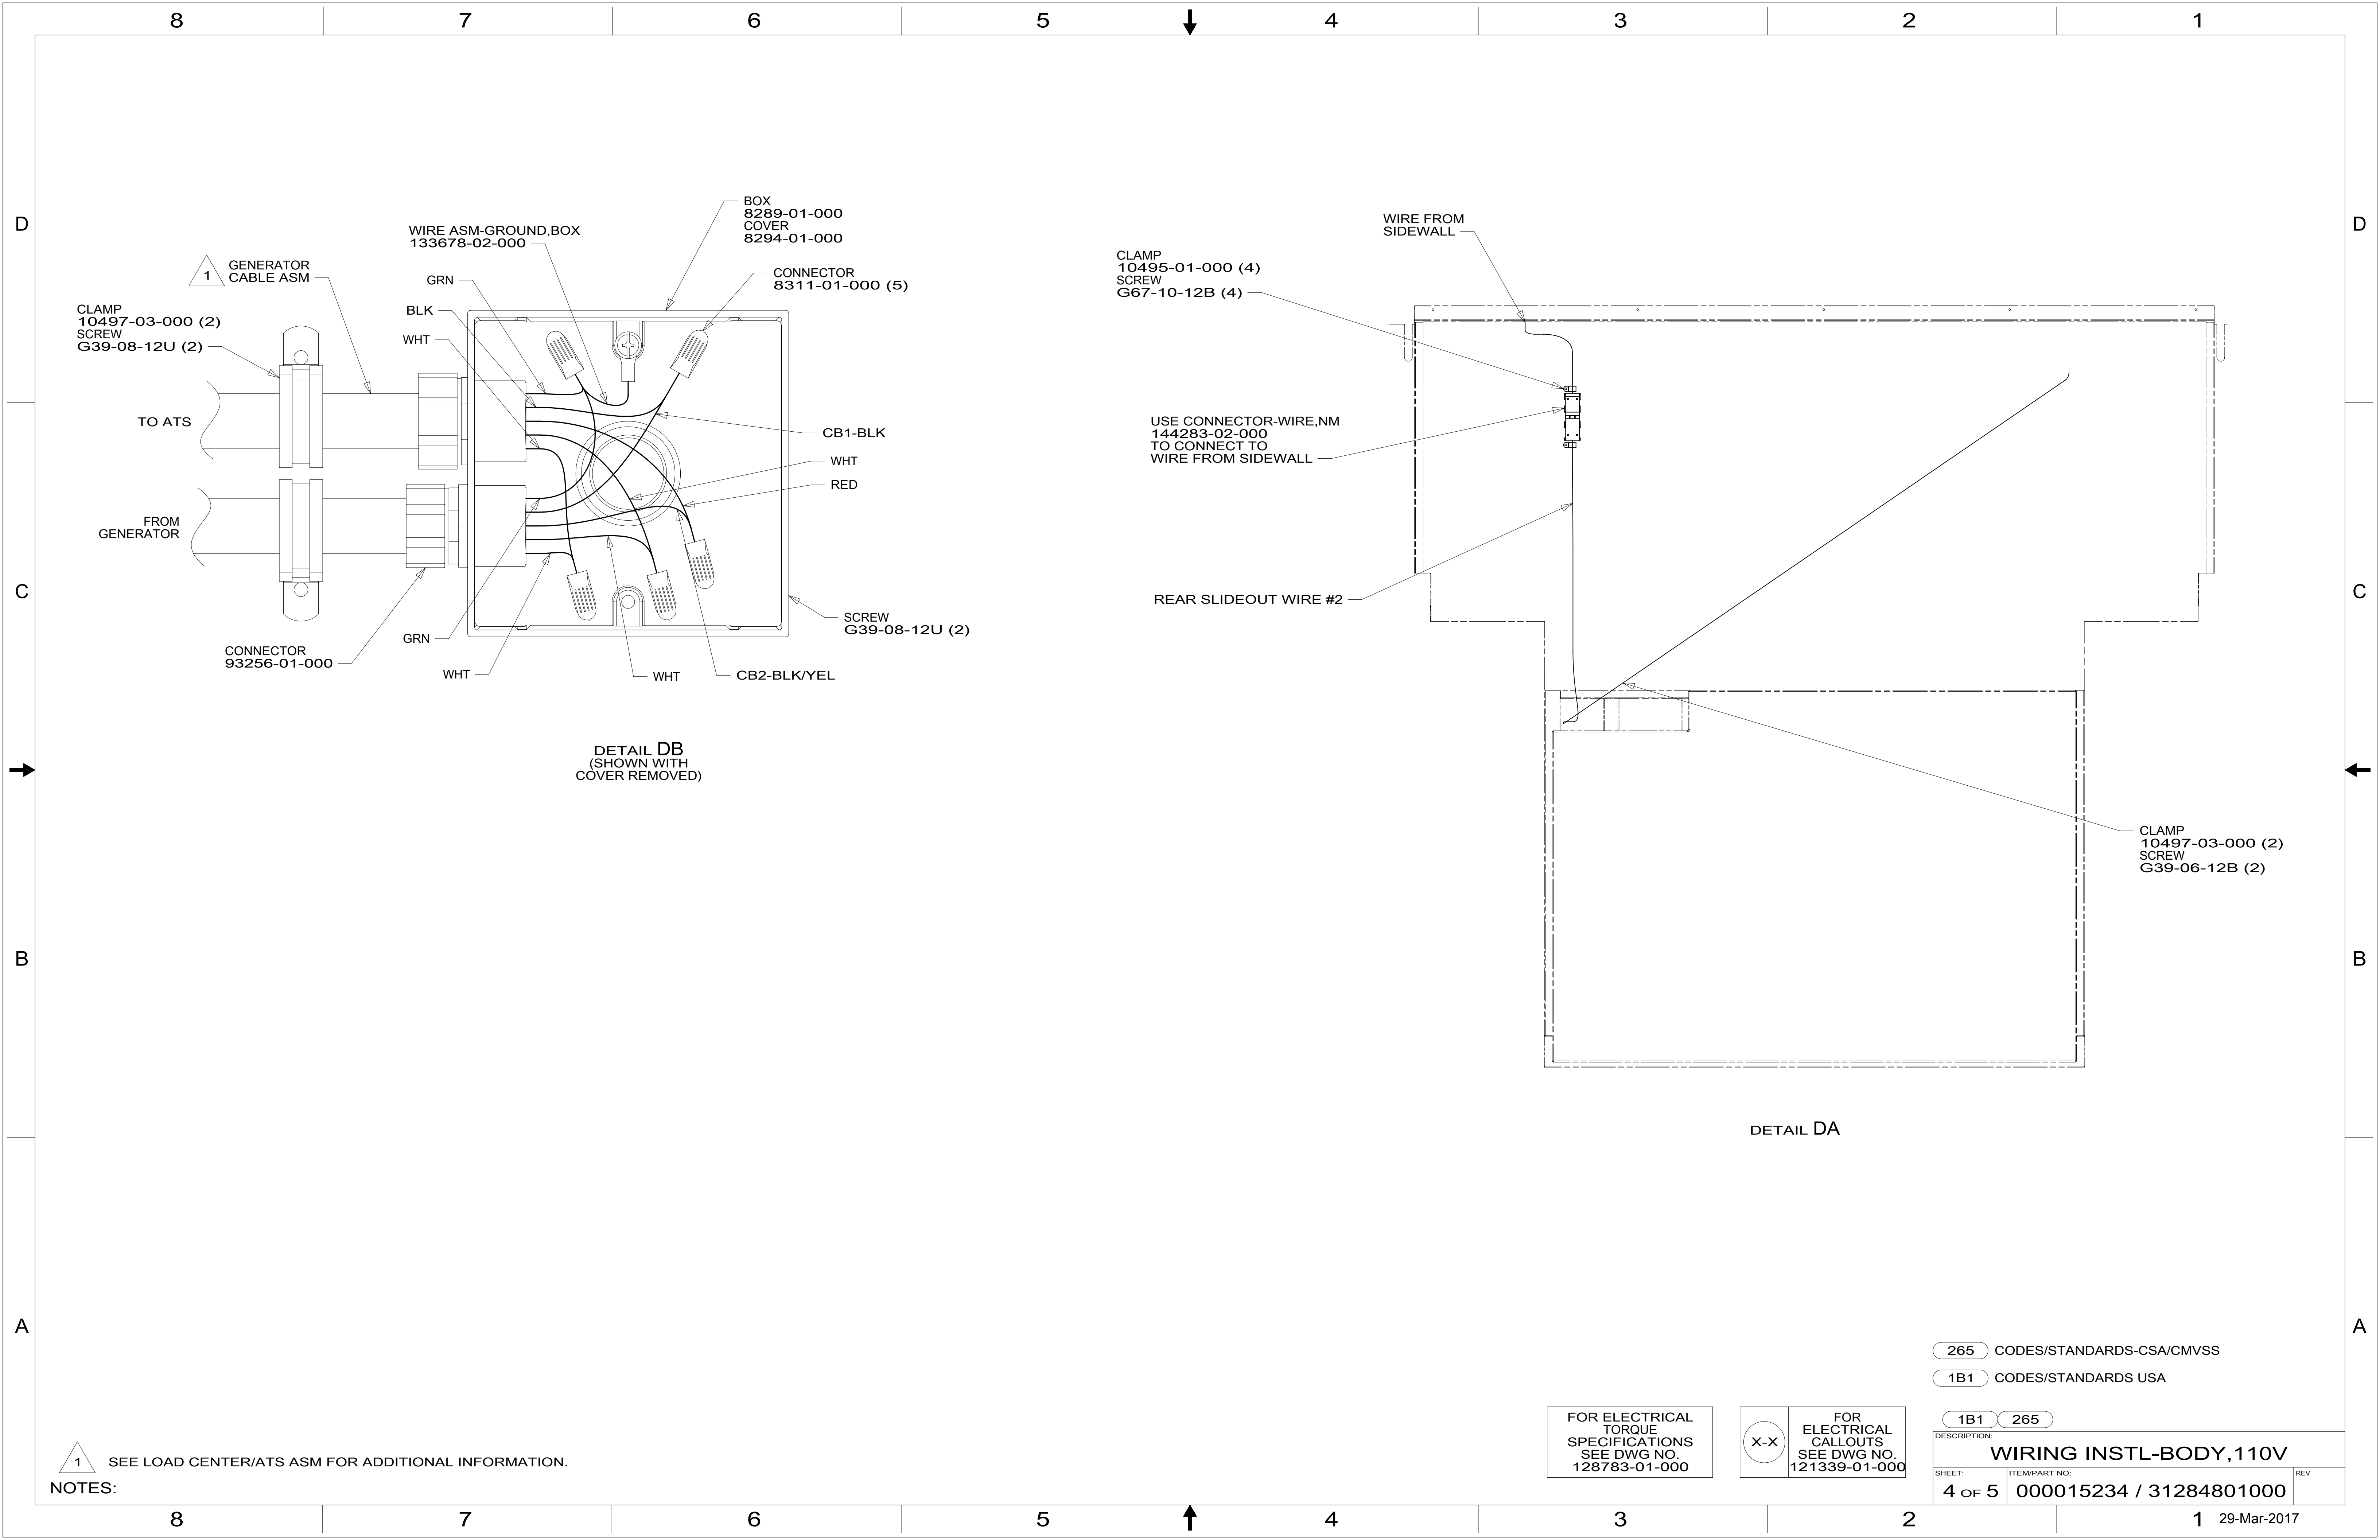 8 7 6 5 4 3 2 1
D
D
BOX
8289-01-000
COVER
8294-01-000
WIRE ASM-GROUND,BOX
133678-02-000
1
GENERATOR
CABLE ASM
CONNECTOR
8311-01-000 (5)
GRN
BLK
WHT
CLAMP
10497-03-000 (2)
SCREW
G39-08-12U (2)
TO ATS
CB1-BLK
WHT
RED
FROM
GENERATOR
C
SCREW
G39-08-12U (2)
GRN
CONNECTOR
93256-01-000
WHT
WHT
CB2-BLK/YEL
DETAIL DB
(SHOWN WITH
COVER REMOVED)
WIRE FROM
SIDEWALL
CLAMP
10495-01-000 (4)
SCREW
G67-10-12B (4)
USE CONNECTOR-WIRE,NM
144283-02-000
TO CONNECT TO
WIRE FROM SIDEWALL
REAR SLIDEOUT WIRE #2
C
CLAMP
10497-03-000 (2)
SCREW
G39-06-12B (2)
B
B
DETAIL DA
A
A
265 CODES/STANDARDS-CSA/CMVSS
1B1 CODES/STANDARDS USA
1B1 265
FOR ELECTRICAL
TORQUE
SPECIFICATIONS
SEE DWG NO.
128783-01-000
X-X
FOR
ELECTRICAL
CALLOUTS
SEE DWG NO.
121339-01-000
DESCRIPTION:
WIRING INSTL-BODY,110V
SHEET:
4 OF 5
ITEM/PART NO:
000015234 / 31284801000
REV
1 SEE LOAD CENTER/ATS ASM FOR ADDITIONAL INFORMATION.
NOTES:
8 7 6 5 4 3 2 1
29-Mar-2017